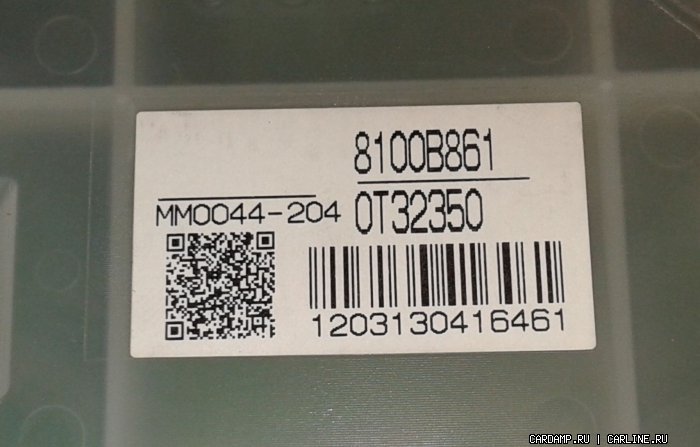 8100B861
MM0044-204
0T32350
1203130416461
CARDAMP.RU | CARLINE.RU